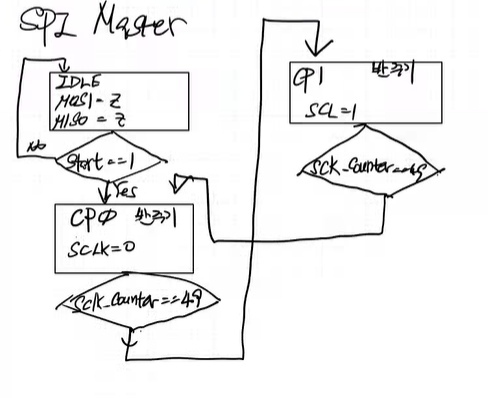 SPI Master
IDLE
MOSI = Z
MISO = Z
No
Start == 1
Yes
CP0 반주기
SCLK=0
SCK_Counter==49
CP1 반주기
SCL=1
SCK_Counter==49